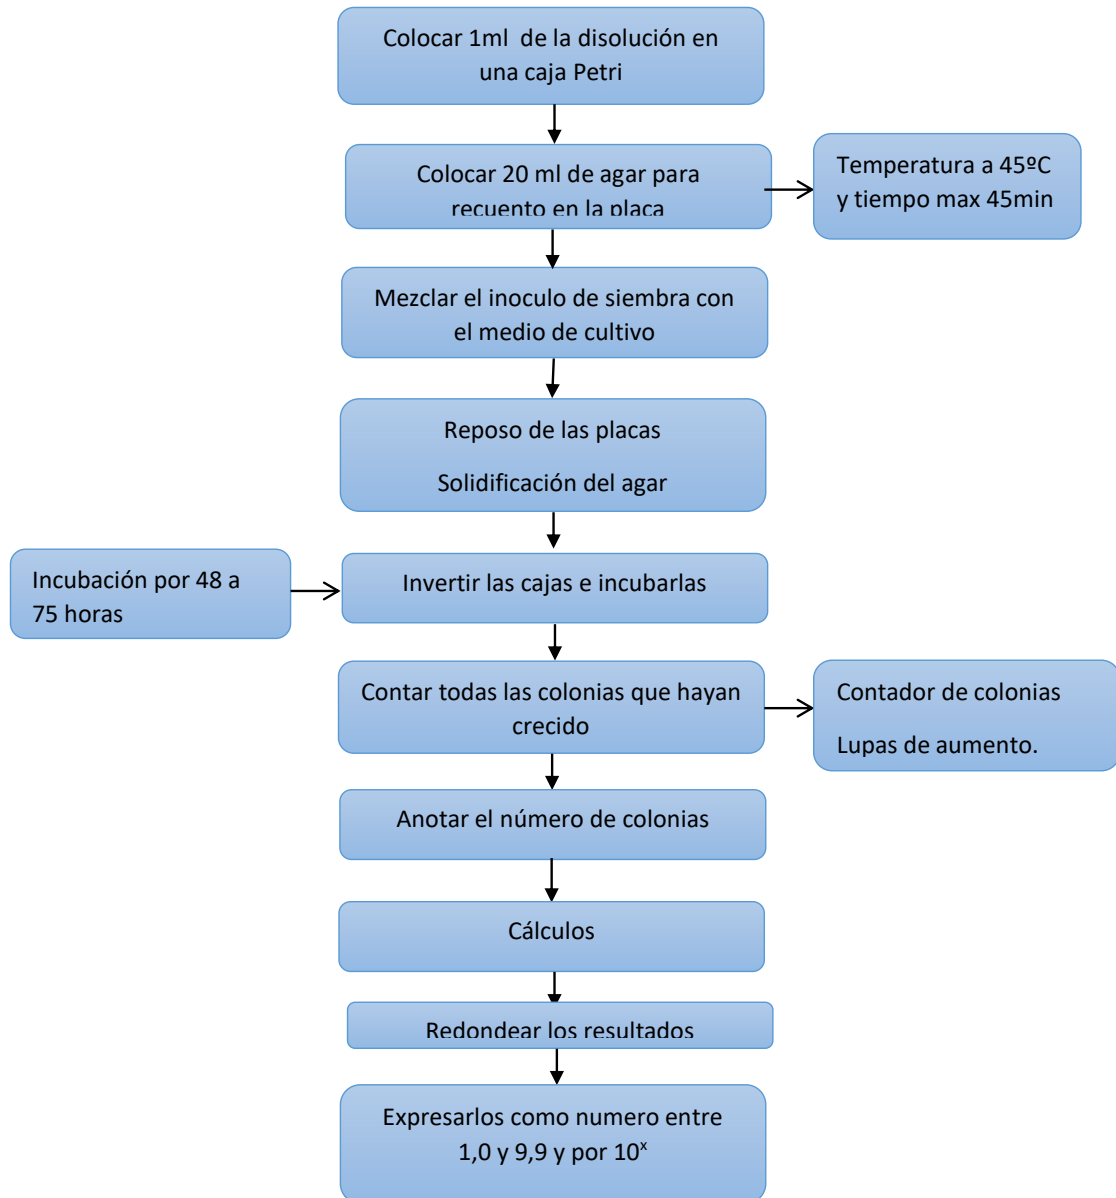 Colocar 1ml  de la disolución en
una caja Petri
Colocar 20 ml de agar para
recuento en la placa
Temperatura a 45ºC
y tiempo max 45min
Mezclar el inoculo de siembra con
el medio de cultivo
Reposo de las placas
Solidificación del agar
Incubación por 48 a
75 horas
Invertir las cajas e incubarlas
Contar todas las colonias que hayan
crecido
Contador de colonias
Lupas de aumento.
Anotar el número de colonias
Cálculos
Redondear los resultados
Expresarlos como numero entre
1,0 y 9,9 y por 10ˣ